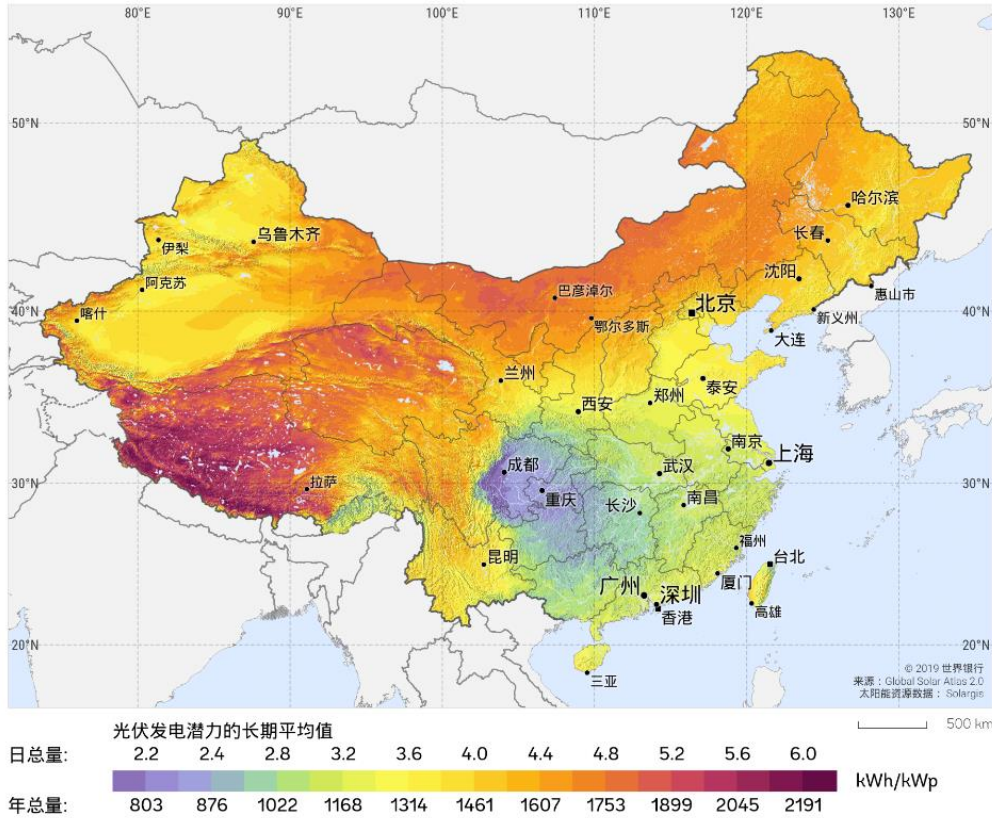 80°E 90°E 100°E 110°E 120°E 130°E
50°N 50°N
哈尔滨
长春
乌鲁木齐
伊犁
沈阳
阿克苏
巴彦淖尔
惠山市
北京
40°N 40°N
喀什
鄂尔多斯
新义州
大连
兰州
泰安
郑州
西安
南京
上海
成都
武汉
30°N 30°N
拉萨
重庆
长沙
南昌
昆明
福州
台北
广州 深圳
厦门
香港
高雄
20°N 20°N
三亚
© 2019 世界银行
来源：Global Solar Atlas 2.0
太阳能资源数据：Solargis
500 km
光伏发电潜力的长期平均值
日总量: 2.2 2.4 2.8 3.2 3.6 4.0 4.4 4.8 5.2 5.6 6.0
kWh/kWp
年总量: 803 876 1022 1168 1314 1461 1607 1753 1899 2045 2191